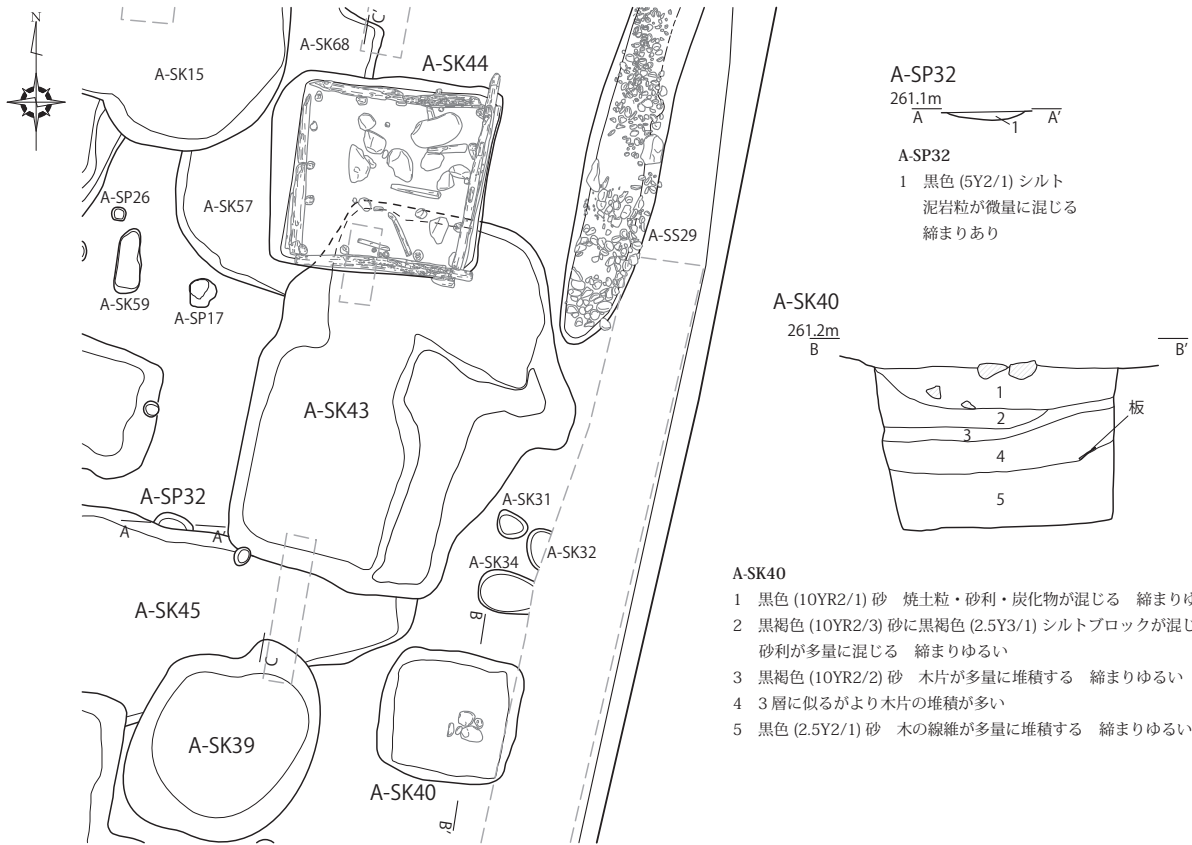 N
A-SK68
A-SK44
A-SK15
C
A-SP26
A-SK57
A-SK59
A-SP17
A-SS29
A-SK43
A-SP32
A
A'
A-SK31
A-SK32
A-SK34
B
A-SK45
C
A-SK39
A-SK40
B'
A-SP32
261.1m
A
A'
1
A-SP32
1 黒色 (5Y2/1) シルト
泥岩粒が微量に混じる
締まりあり
A-SK40
261.2m
B
B'
1
2
3
4
5
板
A-SK40
1 黒色 (10YR2/1) 砂 焼土粒・砂利・炭化物が混じる 締まりゆ
2 黒褐色 (10YR2/3) 砂に黒褐色 (2.5Y3/1) シルトブロックが混じ
砂利が多量に混じる 締まりゆるい
3 黒褐色 (10YR2/2) 砂 木片が多量に堆積する 締まりゆるい
4 3 層に似るがより木片の堆積が多い
5 黒色 (2.5Y2/1) 砂 木の線維が多量に堆積する 締まりゆるい